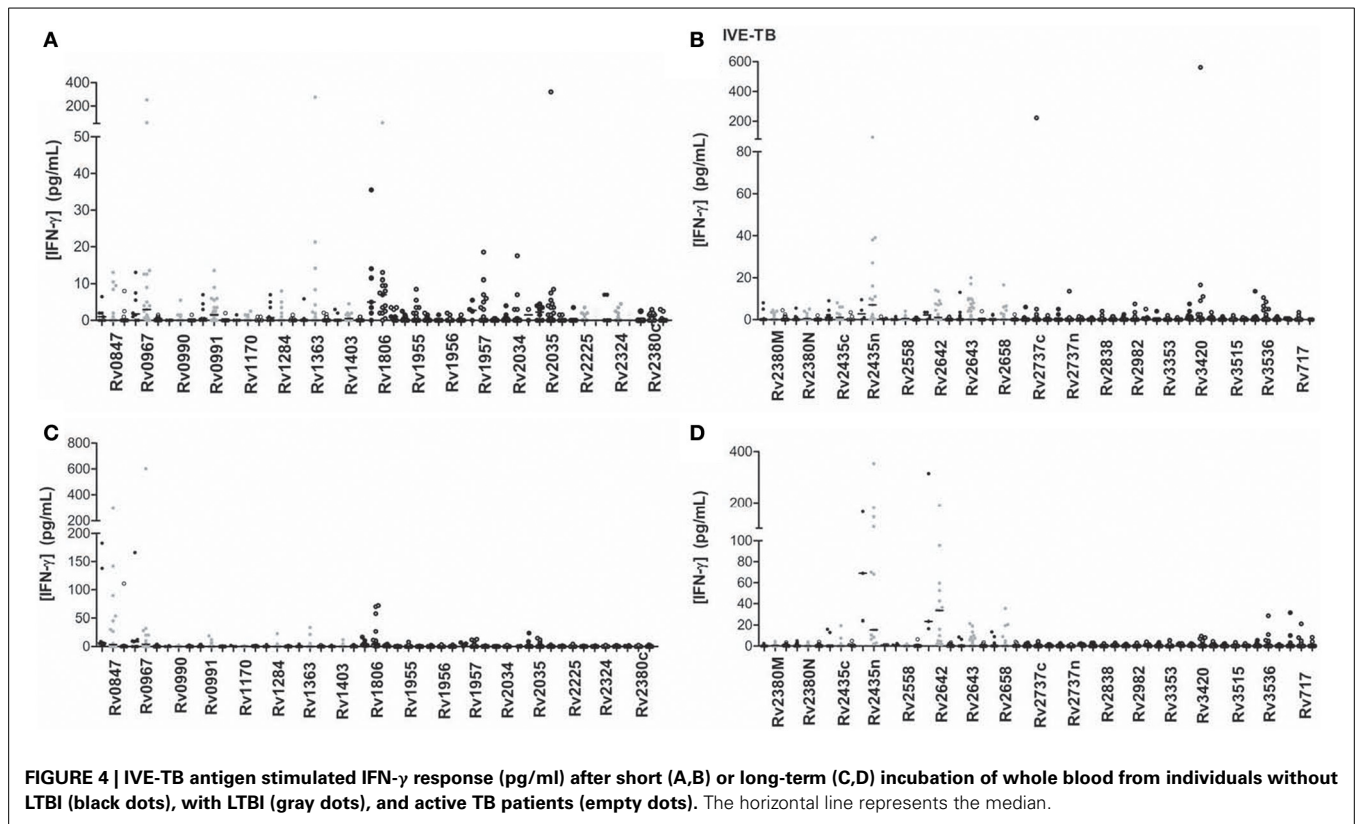 A
[IFN-γ] (pg/mL)
400
200
50
40
30
20
10
0
Rv0847
Rv0967
Rv0990
Rv0991
Rv1170
Rv1284
Rv1363
Rv1403
Rv1806
Rv1955
Rv1956
Rv1957
Rv2034
Rv2035
Rv2225
Rv2324
Rv2380c
B
IVE-TB
[IFN-γ] (pg/mL)
600
400
200
80
60
40
20
0
Rv2380M
Rv2380N
Rv2435c
Rv2435n
Rv2558
Rv2642
Rv2643
Rv2658
Rv2737c
Rv2737n
Rv2838
Rv2982
Rv3353
Rv3420
Rv3515
Rv3536
Rv717
C
[IFN-γ] (pg/mL)
800
600
400
200
200
150
100
50
0
Rv0847
Rv0967
Rv0990
Rv0991
Rv1170
Rv1284
Rv1363
Rv1403
Rv1806
Rv1955
Rv1956
Rv1957
Rv2034
Rv2035
Rv2225
Rv2324
Rv2380c
D
[IFN-γ] (pg/mL)
400
200
100
80
60
40
20
0
Rv2380M
Rv2380N
Rv2435c
Rv2435n
Rv2558
Rv2642
Rv2643
Rv2658
Rv2737c
Rv2737n
Rv2838
Rv2982
Rv3353
Rv3420
Rv3515
Rv3536
Rv717
FIGURE 4 | IVE-TB antigen stimulated IFN-γ response (pg/ml) after short (A,B) or long-term (C,D) incubation of whole blood from individuals without
LTBI (black dots), with LTBI (gray dots), and active TB patients (empty dots). The horizontal line represents the median.